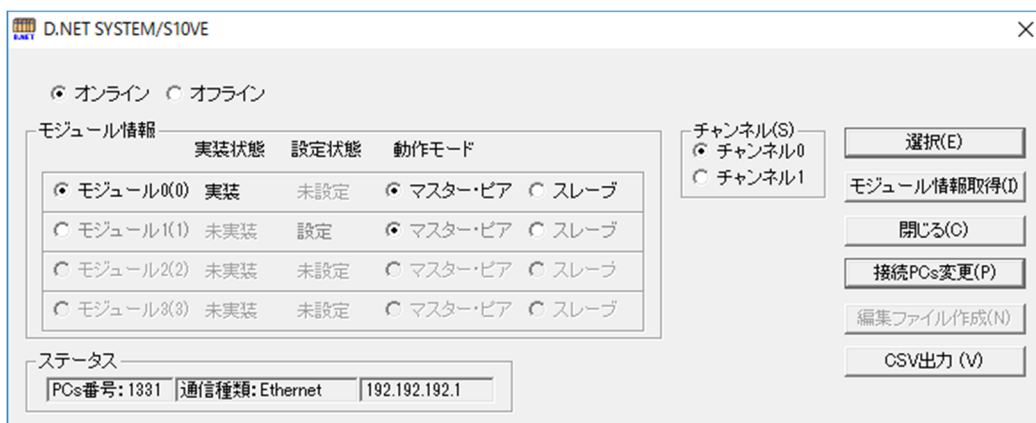 D.NET D.NET SYSTEM/S10VE
オンライン オフライン
モジュール情報
実装状態 設定状態 動作モード
モジュール0(0) 実装 未設定 マスター・ピア スレーブ
モジュール1(1) 未実装 設定 マスター・ピア スレーブ
モジュール2(2) 未実装 未設定 マスター・ピア スレーブ
モジュール3(3) 未実装 未設定 マスター・ピア スレーブ
チャンネル(S)
チャンネル0
チャンネル1
選択(E)
モジュール情報取得(I)
閉じる(C)
接続PCs変更(P)
編集ファイル作成(N)
CSV出力 (V)
ステータス
PCs番号: 1331 通信種類: Ethernet 192.192.192.1